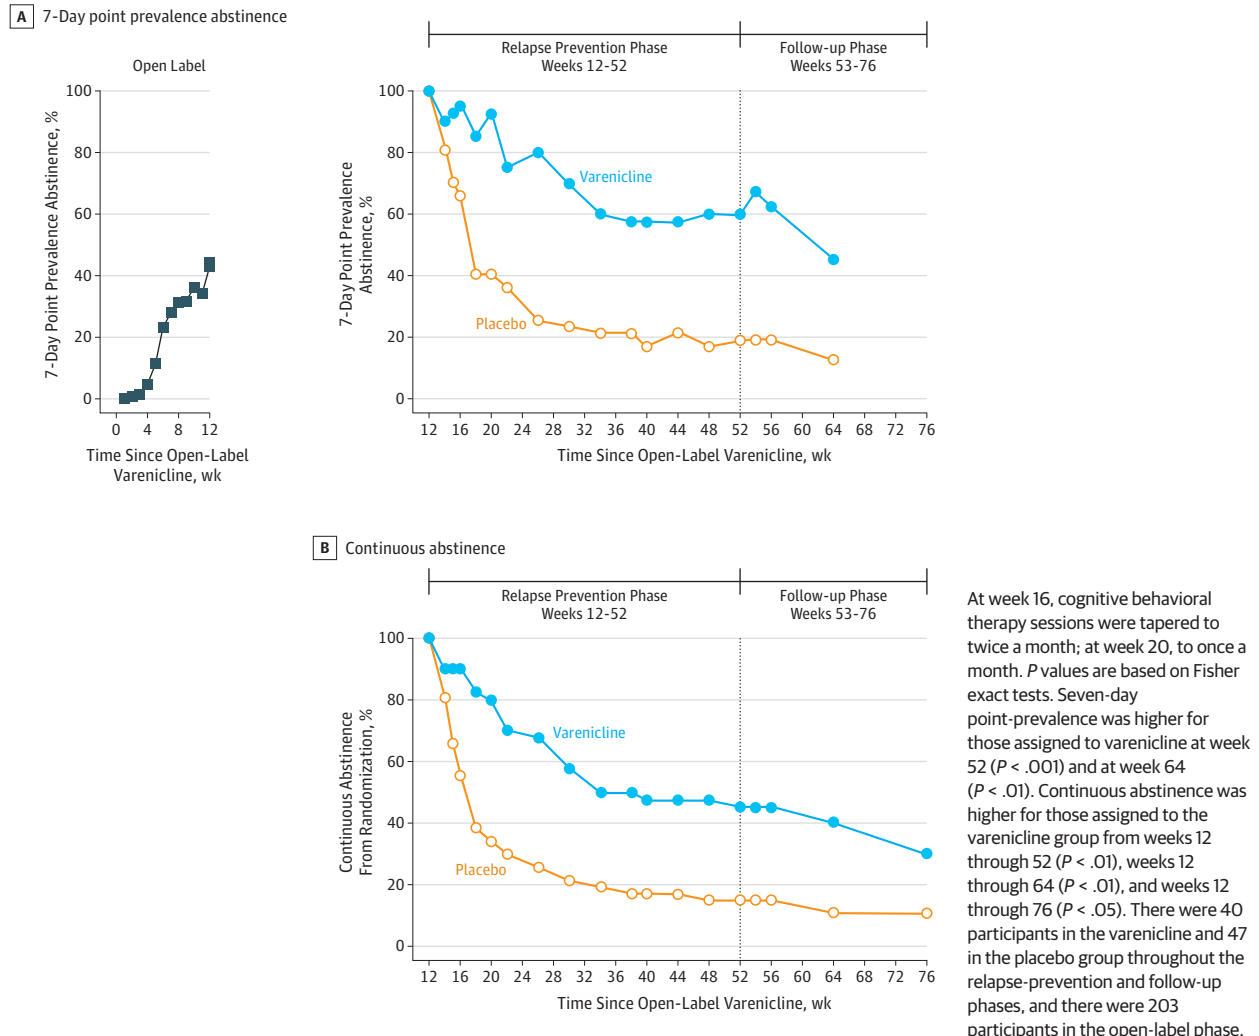 A 7-Day point prevalence abstinence
Open Label
7-Day Point Prevalence Abstinence, %
100
80
60
40
20
0
0 4 8 12
Time Since Open-Label
Varenicline, wk
Relapse Prevention Phase
Weeks 12-52
Follow-up Phase
Weeks 53-76
7-Day Point Prevalence
Abstinence, %
100
80
60
40
20
0
Varenicline
Placebo
12 16 20 24 28 32 36 40 44 48 52 56 60 64 68 72 76
Time Since Open-Label Varenicline, wk
B Continuous abstinence
Relapse Prevention Phase
Weeks 12-52
Follow-up Phase
Weeks 53-76
Continuous Abstinence
From Randomization, %
100
80
60
40
20
0
Varenicline
Placebo
12 16 20 24 28 32 36 40 44 48 52 56 60 64 68 72 76
Time Since Open-Label Varenicline, wk
At week 16, cognitive behavioral
therapy sessions were tapered to
twice a month; at week 20, to once a
month. P values are based on Fisher
exact tests. Seven-day
point-prevalence was higher for
those assigned to varenicline at week
52 (P < .001) and at week 64
(P < .01). Continuous abstinence was
higher for those assigned to the
varenicline group from weeks 12
through 52 (P < .01), weeks 12
through 64 (P < .01), and weeks 12
through 76 (P < .05). There were 40
participants in the varenicline and 47
in the placebo group throughout the
relapse-prevention and follow-up
phases, and there were 203
participants in the open-label phase.